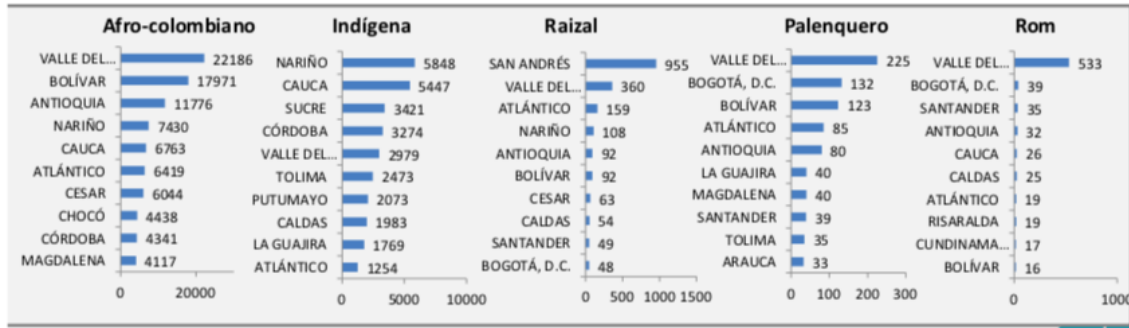 Afro-colombiano
VALLE DEL... 22186
BOLÍVAR 17971
ANTIOQUIA 11776
NARIÑO 7430
CAUCA 6763
ATLÁNTICO 6419
CESAR 6044
CHOCÓ 4438
CÓRDOBA 4341
MAGDALENA 4117
0 20000
Indígena
NARIÑO 5848
CAUCA 5447
SUCRE 3421
CÓRDOBA 3274
VALLE DEL... 2979
TOLIMA 2473
PUTUMAYO 2073
CALDAS 1983
LA GUAJIRA 1769
ATLÁNTICO 1254
0 5000 10000
Raizal
SAN ANDRÉS 955
VALLE DEL... 360
ATLÁNTICO 159
NARIÑO 108
ANTIOQUIA 92
BOLÍVAR 92
CESAR 63
CALDAS 54
SANTANDER 49
BOGOTÁ, D.C. 48
0 500 1000 1500
Palenquero
VALLE DEL... 225
BOGOTÁ, D.C. 132
BOLÍVAR 123
ATLÁNTICO 85
ANTIOQUIA 80
LA GUAJIRA 40
MAGDALENA 40
SANTANDER 39
TOLIMA 35
ARAUCA 33
0 100 200 300
Rom
VALLE DEL... 533
BOGOTÁ, D.C. 39
SANTANDER 35
ANTIOQUIA 32
CAUCA 26
CALDAS 25
ATLÁNTICO 19
RISARALDA 19
CUNDINAMA... 17
BOLÍVAR 16
0 1000